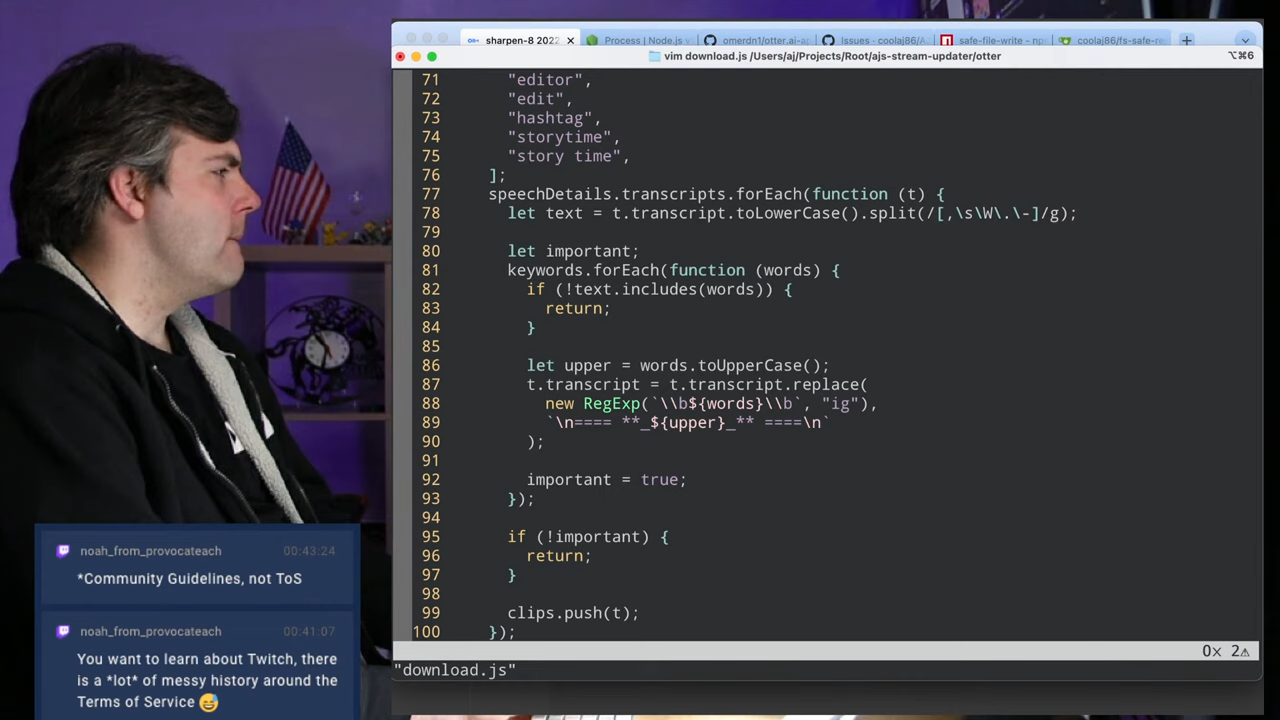 sharpen-8 2022
Process | Node.js v
omerdn1/otter.ai-ap
Issues · coolaj86/A
safe-file-write - npm
coolaj86/fs-safe-re
vim download.js /Users/aj/Projects/Root/ajs-stream-updater/otter
⌥⌘6
71 "editor",
72 "edit",
73 "hashtag",
74 "storytime",
75 "story time",
76 ];
77 speechDetails.transcripts.forEach(function (t) {
78 let text = t.transcript.toLowerCase().split(/[,\s\W\.\-]/g);
79
80 let important;
81 keywords.forEach(function (words) {
82 if (!text.includes(words)) {
83 return;
84 }
85
86 let upper = words.toUpperCase();
87 t.transcript = t.transcript.replace(
88 new RegExp(`\\b${words}\\b`, "ig"),
89 `\n==== **_${upper}_** ====\n`
90 );
91
92 important = true;
93 });
94
95 if (!important) {
96 return;
97 }
98
99 clips.push(t);
100 });
0× 2⚠
"download.js"
noah_from_provocateach 00:43:24
*Community Guidelines, not ToS
noah_from_provocateach 00:41:07
You want to learn about Twitch, there
is a *lot* of messy history around the
Terms of Service 😅